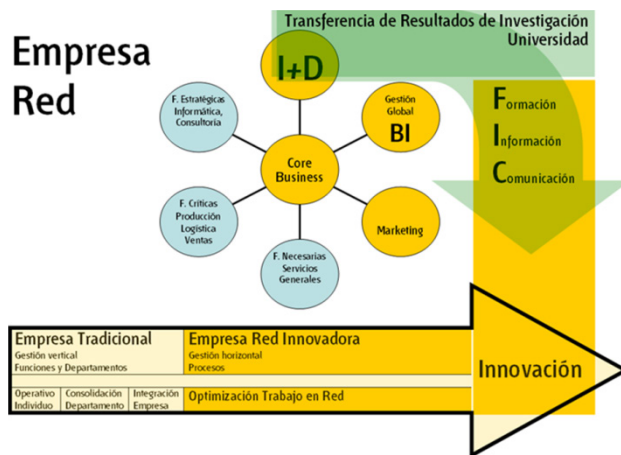 Empresa
Red
Transferencia de Resultados de Investigación
Universidad
I+D
F. Estratégicas
Informática,
Consultoría
Gestión
Global
BI
Core
Business
F. Críticas
Producción
Logística
Ventas
Marketing
F. Necesarias
Servicios
Generales
Formación
Información
Comunicación
Empresa Tradicional
Gestión vertical
Funciones y Departamentos
Empresa Red Innovadora
Gestión horizontal
Procesos
Innovación
Operativo
Individuo
Consolidación
Departamento
Integración
Empresa
Optimización Trabajo en Red